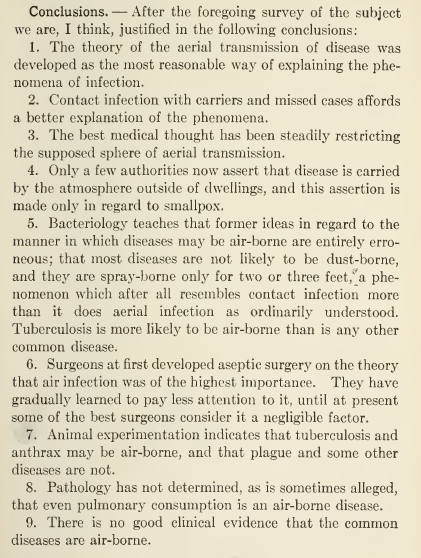 Conclusions. — After the foregoing survey of the subject
we are, I think, justified in the following conclusions:
1. The theory of the aerial transmission of disease was
developed as the most reasonable way of explaining the phe-
nomena of infection.
2. Contact infection with carriers and missed cases affords
a better explanation of the phenomena.
3. The best medical thought has been steadily restricting
the supposed sphere of aerial transmission.
4. Only a few authorities now assert that disease is carried
by the atmosphere outside of dwellings, and this assertion is
made only in regard to smallpox.
5. Bacteriology teaches that former ideas in regard to the
manner in which diseases may be air-borne are entirely erro-
neous; that most diseases are not likely to be dust-borne,
and they are spray-borne only for two or three feet, a phe-
nomenon which after all resembles contact infection more
than it does aerial infection as ordinarily understood.
Tuberculosis is more likely to be air-borne than is any other
common disease.
6. Surgeons at first developed aseptic surgery on the theory
that air infection was of the highest importance. They have
gradually learned to pay less attention to it, until at present
some of the best surgeons consider it a negligible factor.
7. Animal experimentation indicates that tuberculosis and
anthrax may be air-borne, and that plague and some other
diseases are not.
8. Pathology has not determined, as is sometimes alleged,
that even pulmonary consumption is an air-borne disease.
9. There is no good clinical evidence that the common
diseases are air-borne.